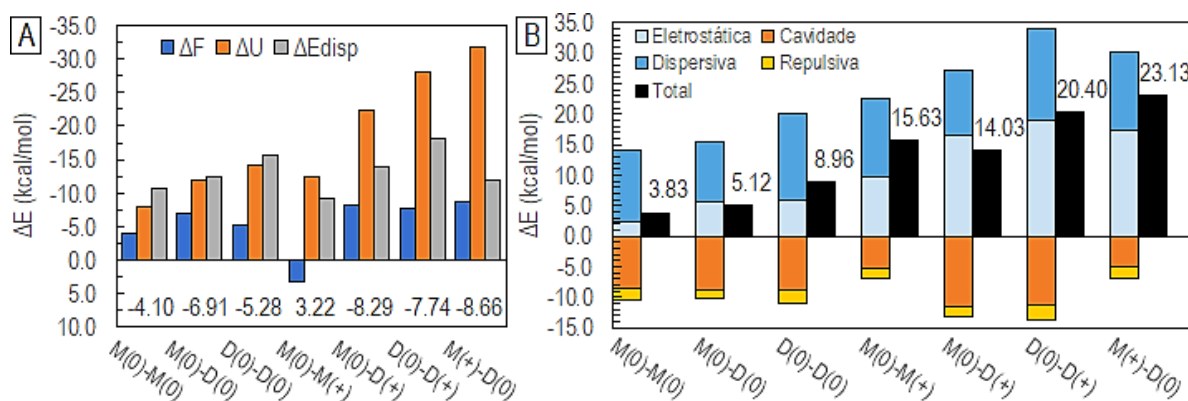 A
ΔF ΔU ΔEdisp
ΔE (kcal/mol)
-35.0
-30.0
-25.0
-20.0
-15.0
-10.0
-5.0
0.0
5.0
10.0
-4.10 -6.91 -5.28 3.22 -8.29 -7.74 -8.66
M(0)-M(0)
M(0)-D(0)
D(0)-D(0)
M(0)-M(+)
M(0)-D(+)
D(0)-D(+)
M(+)-D(0)
B
Eletrostática Cavidade
Dispersiva Repulsiva
Total
ΔE (kcal/mol)
35.0
30.0
25.0
20.0
15.0
10.0
5.0
0.0
-5.0
-10.0
-15.0
3.83 5.12 8.96 15.63 14.03 20.40 23.13
M(0)-M(0)
M(0)-D(0)
D(0)-D(0)
M(0)-M(+)
M(0)-D(+)
D(0)-D(+)
M(+)-D(0)